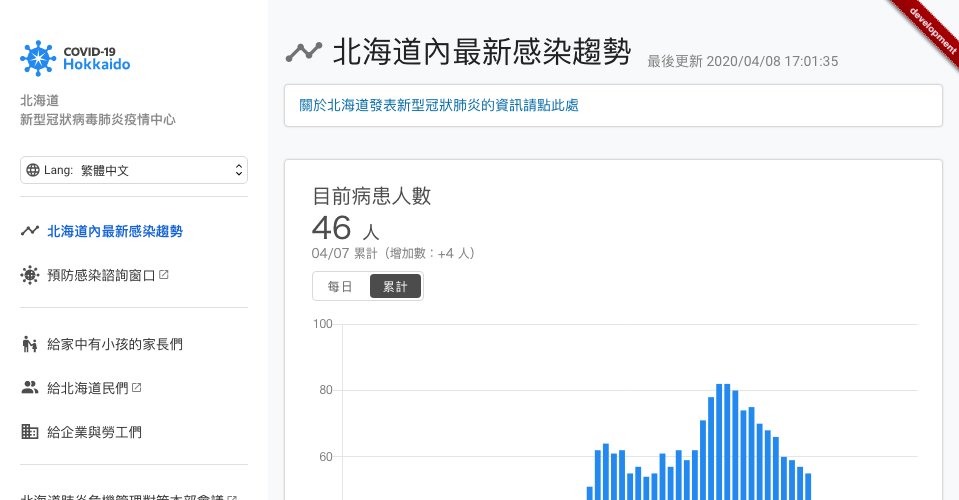 COVID-19
Hokkaido
北海道
新型冠狀病毒肺炎疫情中心
Lang: 繁體中文
北海道內最新感染趨勢
預防感染諮詢窗口
給家中有小孩的家長們
給北海道民們
給企業與勞工們
北海道肺炎危機管理對策本部會議
北海道內最新感染趨勢
最後更新 2020/04/08 17:01:35
development
關於北海道發表新型冠狀肺炎的資訊請點此處
目前病患人數
46 人
04/07 累計（增加數：+4 人）
每日 累計
100
80
60